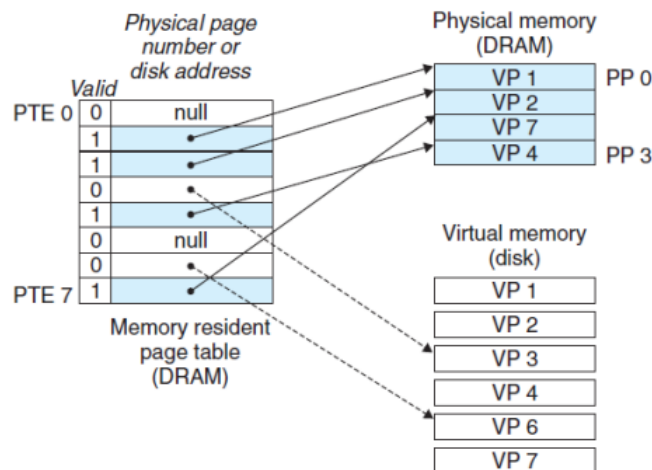 Physical page
number or
disk address
Valid
PTE 0 0 null
1
1
0
1
0 null
0
PTE 7 1
Memory resident
page table
(DRAM)
Physical memory
(DRAM)
VP 1 PP 0
VP 2
VP 7
VP 4 PP 3
Virtual memory
(disk)
VP 1
VP 2
VP 3
VP 4
VP 6
VP 7